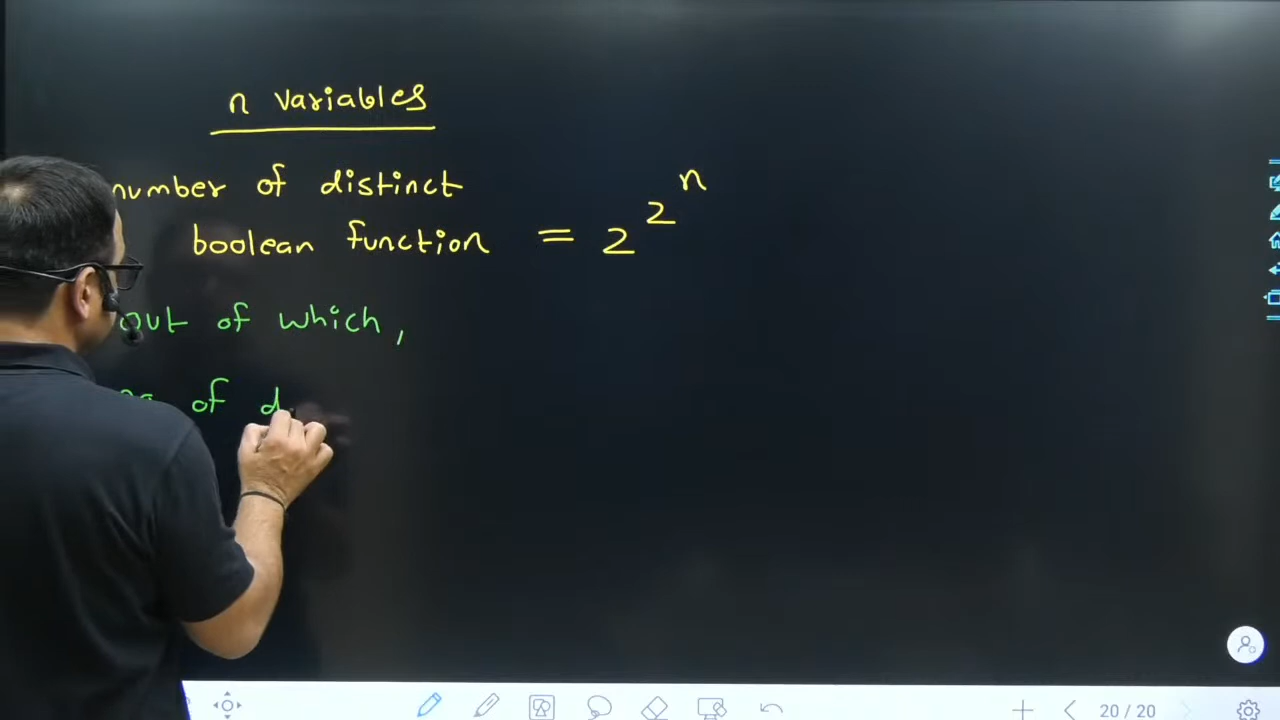 n variables
number of distinct
boolean function = 2^2^n
out of which,
of d
20/20